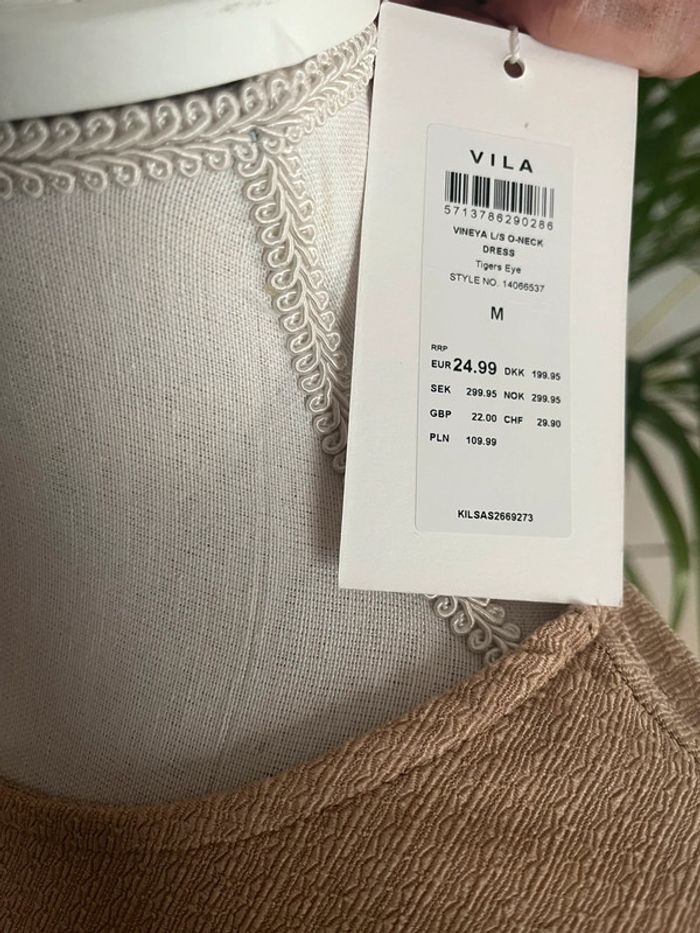 VILA
5713786290286
VINEYA L/S O-NECK
DRESS
Tigers Eye
STYLE NO. 14066537
M
RRP
EUR 24.99 DKK 199.95
SEK 299.95 NOK 299.95
GBP 22.00 CHF 29.90
PLN 109.99
KILSAS2669273